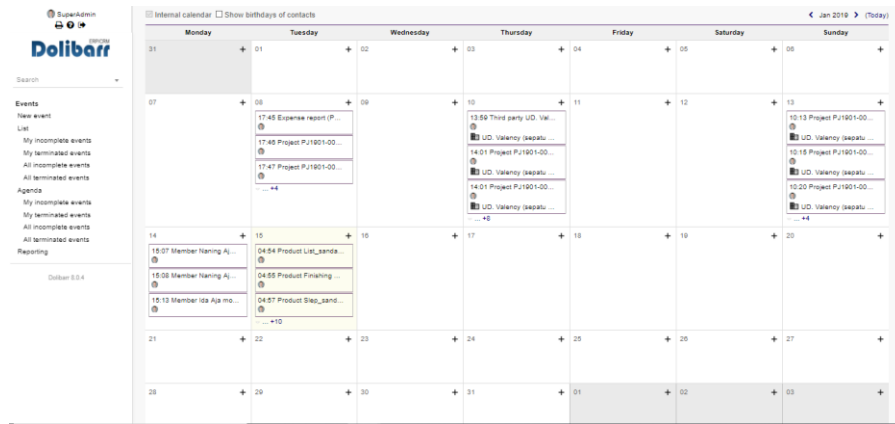 SuperAdmin
Dolibarr
Search
Events
New event
List
My incomplete events
My terminated events
All incomplete events
All terminated events
Agenda
My incomplete events
My terminated events
All incomplete events
All terminated events
Reporting
Internal calendar Show birthdays of contacts
Jan 2019 (Today)
Monday Tuesday Wednesday Thursday Friday Saturday Sunday
31 + 01 + 02 + 03 + 04 + 05 + 06 +
07 + 08 + 09 + 10 + 11 + 12 + 13 +
17:45 Expense report (P...
17:46 Project PJ1901-00...
17:47 Project PJ1901-00...
... +4
13:59 Third party UD. Val...
UD. Valency (sepatu ...
14:01 Project PJ1901-00...
UD. Valency (sepatu ...
14:01 Project PJ1901-00...
UD. Valency (sepatu ...
... +8
10:13 Project PJ1901-00...
UD. Valency (sepatu ...
10:15 Project PJ1901-00...
UD. Valency (sepatu ...
10:20 Project PJ1901-00...
UD. Valency (sepatu ...
... +4
14 + 15 + 16 + 17 + 18 + 19 + 20 +
15:07 Member Naning Aj...
15:08 Member Naning Aj...
15:13 Member Ida Aja mo...
04:54 Product List_sanda...
04:55 Product Finishing ...
04:57 Product Slep_sand...
... +10
21 + 22 + 23 + 24 + 25 + 26 + 27 +
28 + 29 + 30 + 31 + 01 + 02 + 03 +